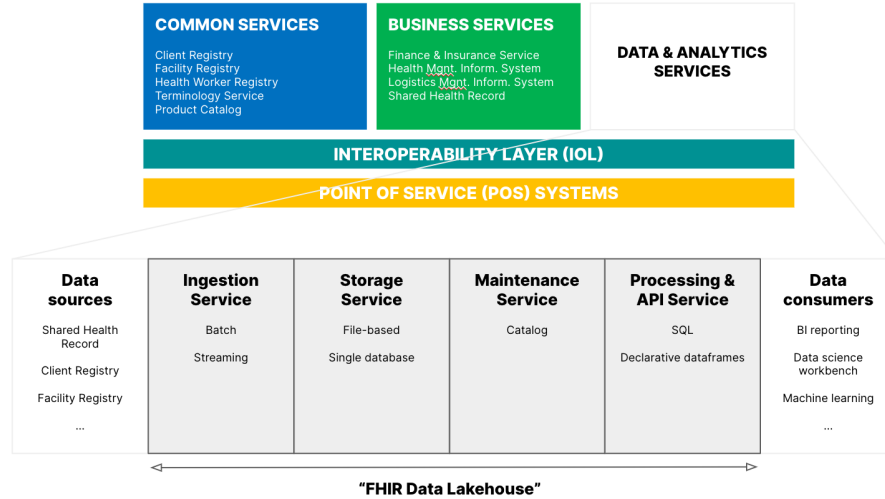 COMMON SERVICES
Client Registry
Facility Registry
Health Worker Registry
Terminology Service
Product Catalog
BUSINESS SERVICES
Finance & Insurance Service
Health Mgnt. Inform. System
Logistics Mgnt. Inform. System
Shared Health Record
DATA & ANALYTICS
SERVICES
INTEROPERABILITY LAYER (IOL)
POINT OF SERVICE (POS) SYSTEMS
Data
sources
Shared Health
Record
Client Registry
Facility Registry
...
Ingestion
Service
Batch
Streaming
Storage
Service
File-based
Single database
Maintenance
Service
Catalog
Processing &
API Service
SQL
Declarative dataframes
Data
consumers
BI reporting
Data science
workbench
Machine learning
...
“FHIR Data Lakehouse”